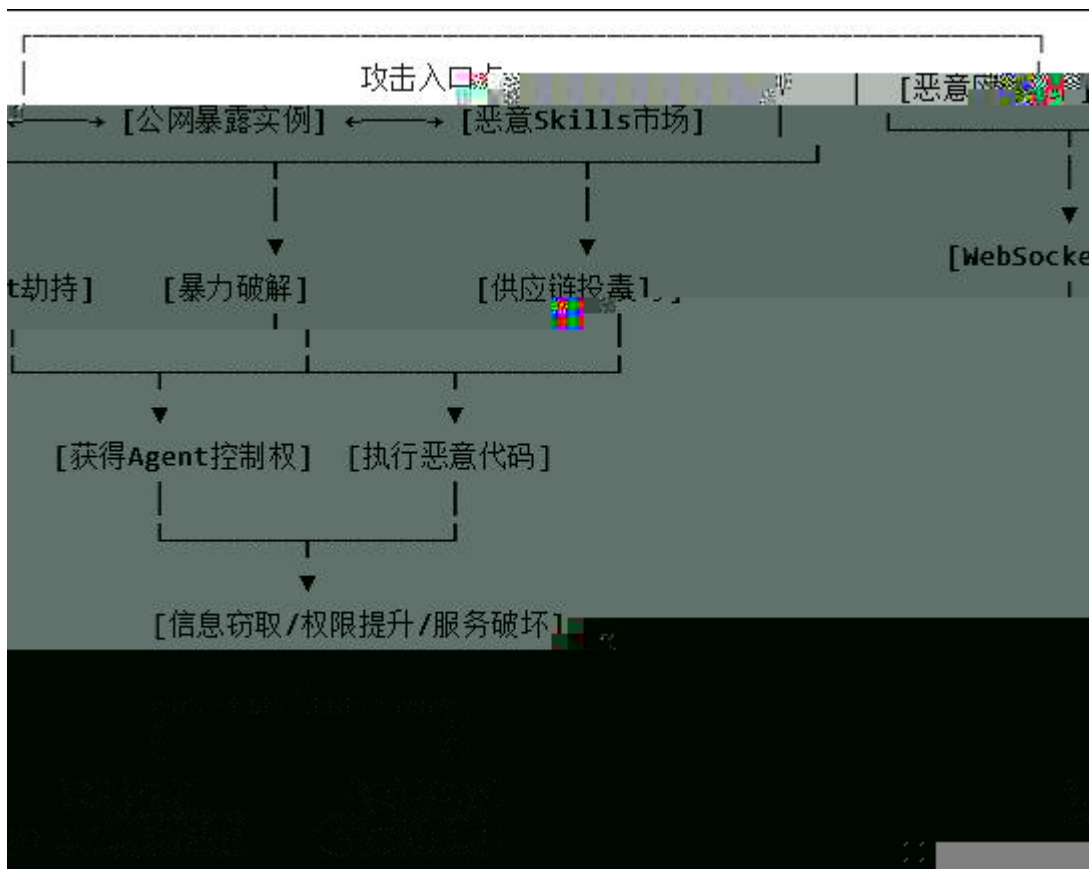 攻击入口
[恶意
[公网暴露实例] ←──→ [恶意Skills市场]
[WebSocke
t劫持] [暴力破解] [供应链投毒
[获得Agent控制权] [执行恶意代码]
[信息窃取/权限提升/服务破坏]